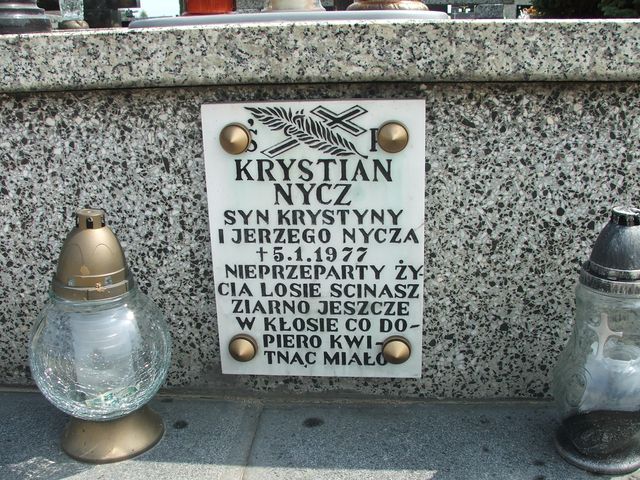 Ś P
KRYSTIAN
NYCZ
SYN KRYSTYNY
I JERZEGO NYCZA
+5.1.1977
NIEPRZEPARTY ŻY-
CIA LOSIE SCINASZ
ZIARNO JESZCZE
W KŁOSIE CO DO-
PIERO KWI-
TNĄC MIAŁO